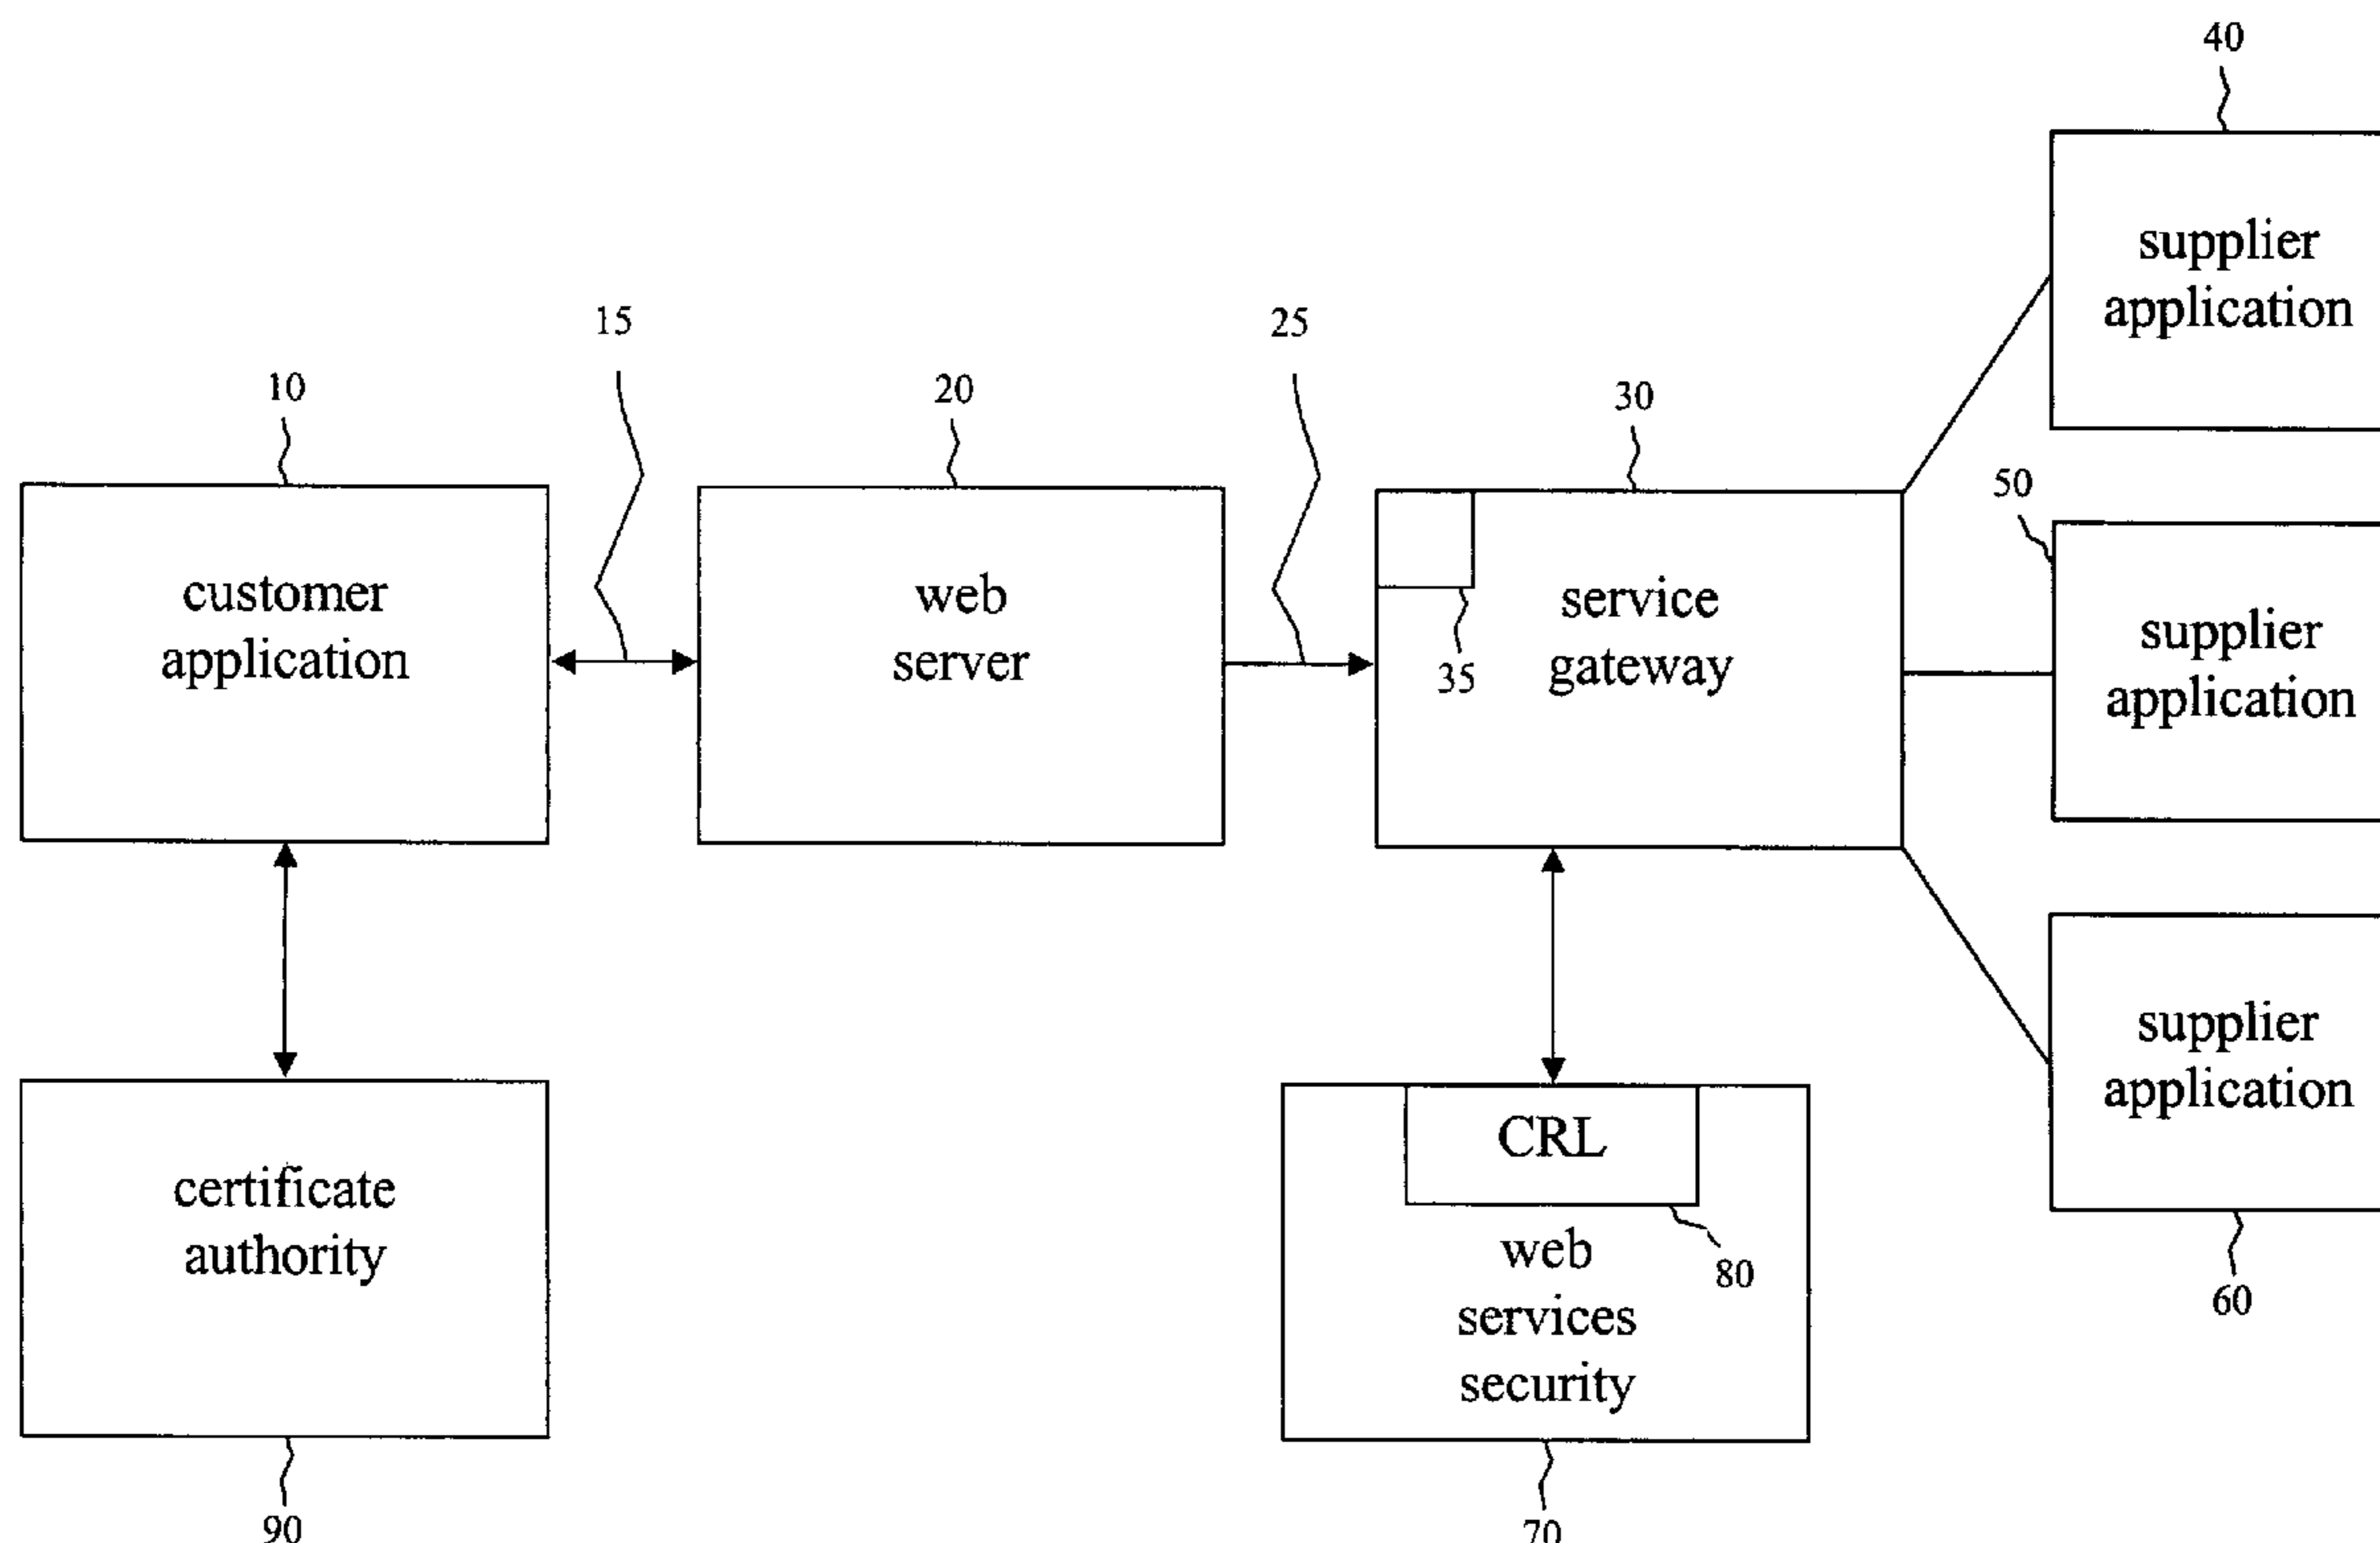 40
supplier
application
15
25
10
20
30
50
customer
application
web
server
35
service
gateway
supplier
application
supplier
application
60
certificate
authority
90
CRL
80
web
services
security
70